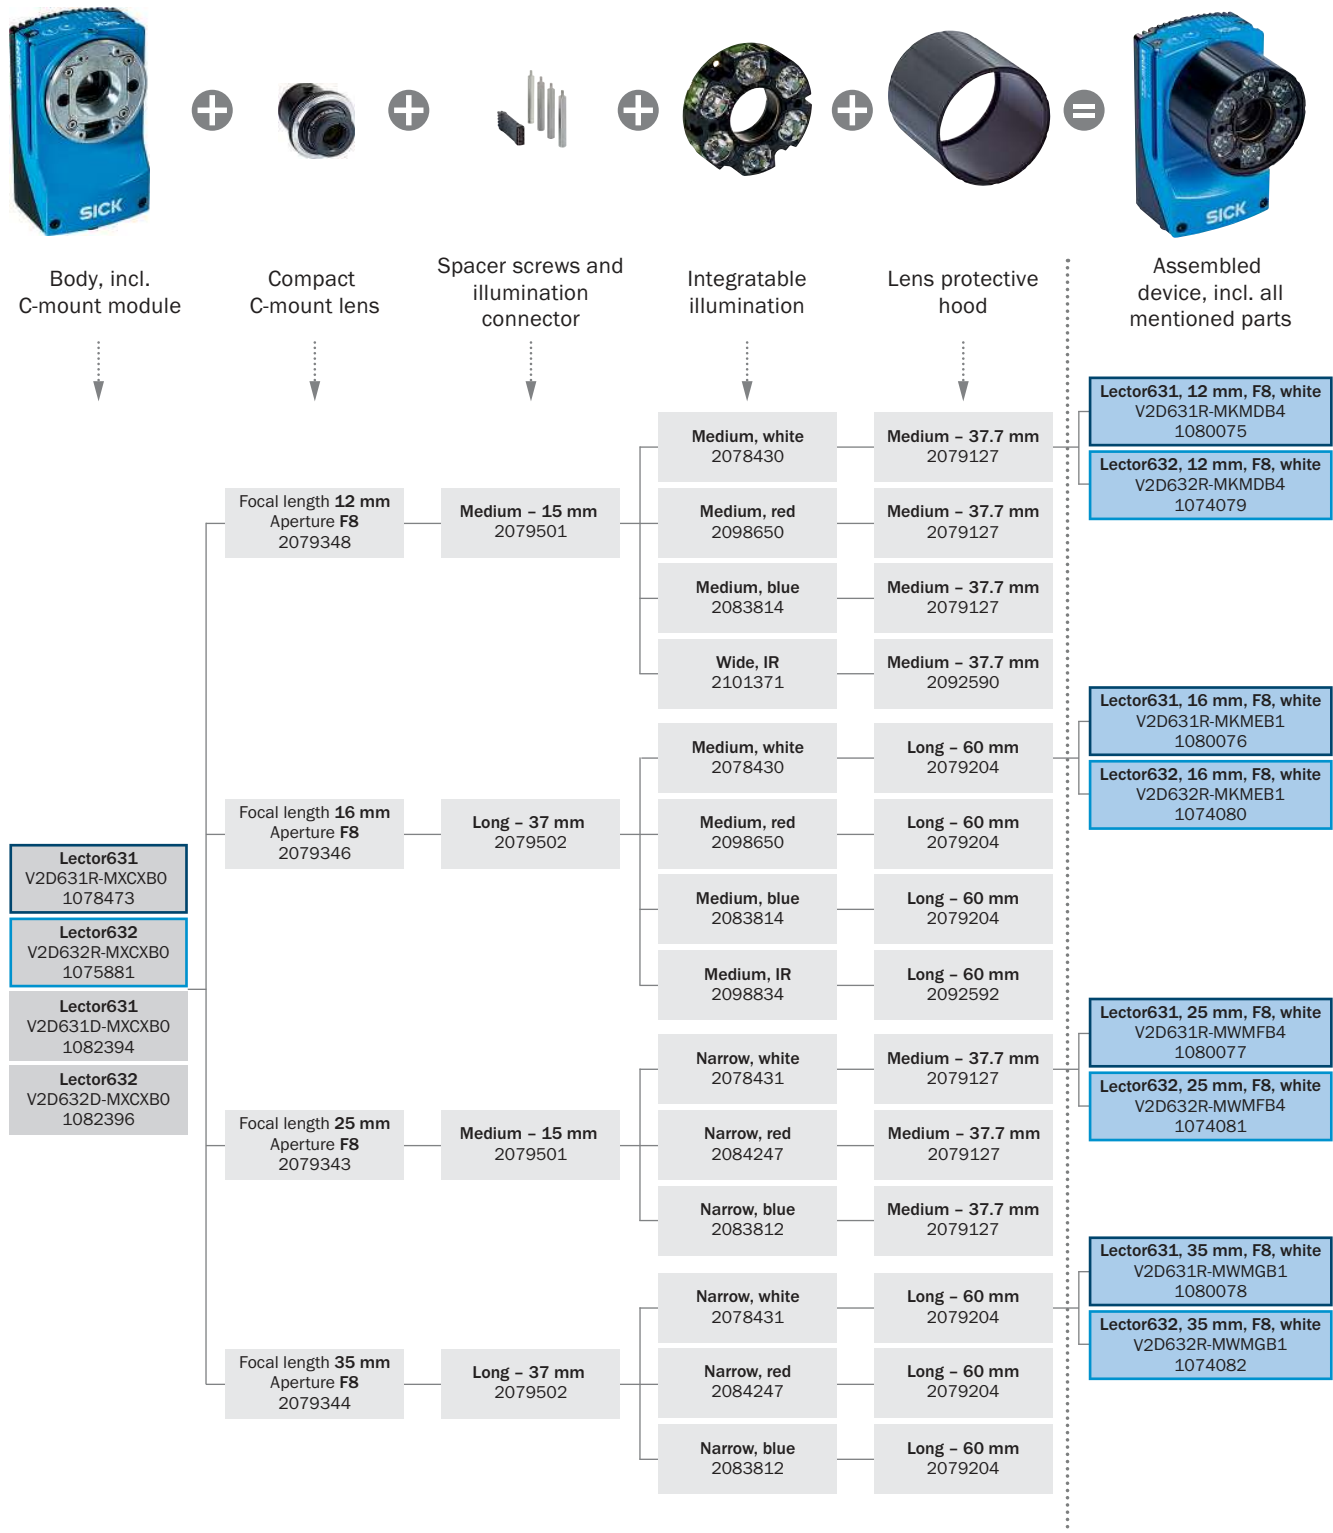 SICK
SICK
SICK
Body, incl.
C-mount module
Compact
C-mount lens
Spacer screws and
illumination
connector
Integratable
illumination
Lens protective
hood
Assembled
device, incl. all
mentioned parts
Lector631
V2D631R-MXCXB0
1078473
Lector632
V2D632R-MXCXB0
1075881
Lector631
V2D631D-MXCXB0
1082394
Lector632
V2D632D-MXCXB0
1082396
Focal length 12 mm
Aperture F8
2079348
Medium – 15 mm
2079501
Medium, white
2078430
Medium – 37.7 mm
2079127
Medium, red
2098650
Medium – 37.7 mm
2079127
Medium, blue
2083814
Medium – 37.7 mm
2079127
Wide, IR
2101371
Medium – 37.7 mm
2092590
Lector631, 12 mm, F8, white
V2D631R-MKMDB4
1080075
Lector632, 12 mm, F8, white
V2D632R-MKMDB4
1074079
Focal length 16 mm
Aperture F8
2079346
Long – 37 mm
2079502
Medium, white
2078430
Long – 60 mm
2079204
Medium, red
2098650
Long – 60 mm
2079204
Medium, blue
2083814
Long – 60 mm
2079204
Medium, IR
2098834
Long – 60 mm
2092592
Lector631, 16 mm, F8, white
V2D631R-MKMEB1
1080076
Lector632, 16 mm, F8, white
V2D632R-MKMEB1
1074080
Focal length 25 mm
Aperture F8
2079343
Medium – 15 mm
2079501
Narrow, white
2078431
Medium – 37.7 mm
2079127
Narrow, red
2084247
Medium – 37.7 mm
2079127
Narrow, blue
2083812
Medium – 37.7 mm
2079127
Lector631, 25 mm, F8, white
V2D631R-MWMFB4
1080077
Lector632, 25 mm, F8, white
V2D632R-MWMFB4
1074081
Focal length 35 mm
Aperture F8
2079344
Long – 37 mm
2079502
Narrow, white
2078431
Long – 60 mm
2079204
Narrow, red
2084247
Long – 60 mm
2079204
Narrow, blue
2083812
Long – 60 mm
2079204
Lector631, 35 mm, F8, white
V2D631R-MWMGB1
1080078
Lector632, 35 mm, F8, white
V2D632R-MWMGB1
1074082